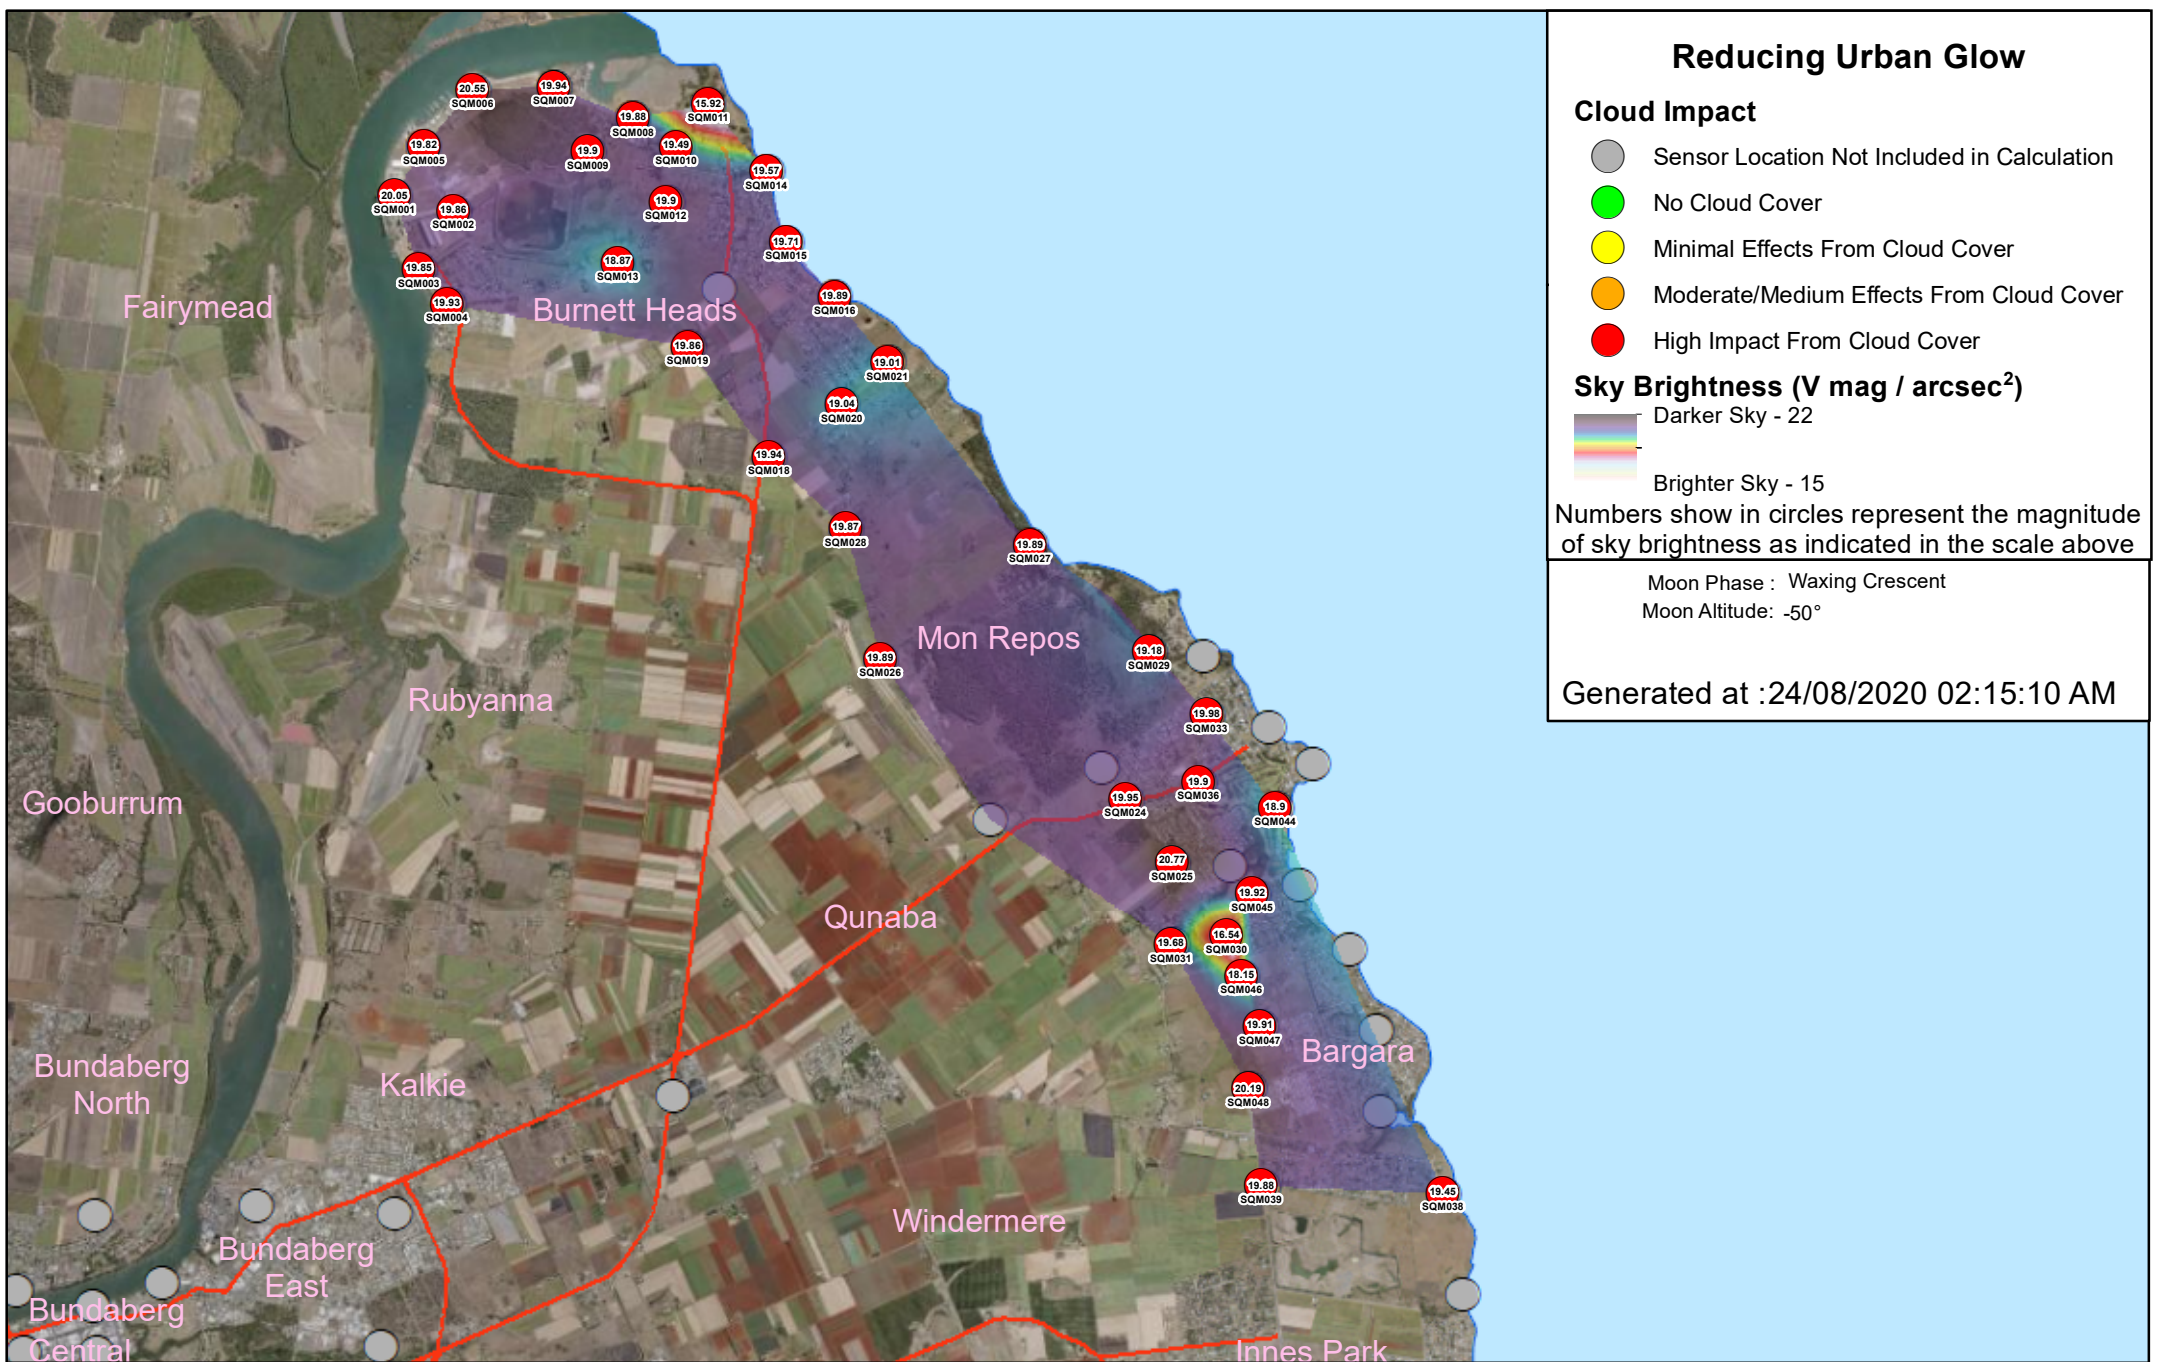 Reducing Urban Glow
Cloud Impact
Sensor Location Not Included in Calculation
No Cloud Cover
Minimal Effects From Cloud Cover
Moderate/Medium Effects From Cloud Cover
High Impact From Cloud Cover
Sky Brightness (V mag / arcsec²)
Darker Sky - 22
Brighter Sky - 15
Numbers show in circles represent the magnitude
of sky brightness as indicated in the scale above
Moon Phase : Waxing Crescent
Moon Altitude: -50°
Generated at :24/08/2020 02:15:10 AM
20.55
SQM006
19.94
SQM007
19.88
SQM008
15.92
SQM011
19.82
SQM005
19.9
SQM009
19.49
SQM010
19.57
SQM014
20.05
SQM001
19.86
SQM002
19.9
SQM012
19.71
SQM015
19.85
SQM003
18.87
SQM013
19.93
SQM004
19.89
SQM016
Fairymead
Burnett Heads
19.86
SQM019
19.01
SQM021
19.04
SQM020
19.94
SQM018
19.87
SQM028
19.89
SQM027
Mon Repos
19.89
SQM026
19.18
SQM029
Rubyanna
19.98
SQM033
19.9
SQM036
19.95
SQM024
18.9
SQM044
Gooburrum
20.77
SQM025
19.92
SQM045
Qunaba
16.54
SQM030
19.68
SQM031
18.15
SQM046
19.91
SQM047
Bargara
Bundaberg
North
Kalkie
20.19
SQM048
19.88
SQM039
19.45
SQM038
Windermere
Bundaberg
East
Bundaberg
Central
Innes Park